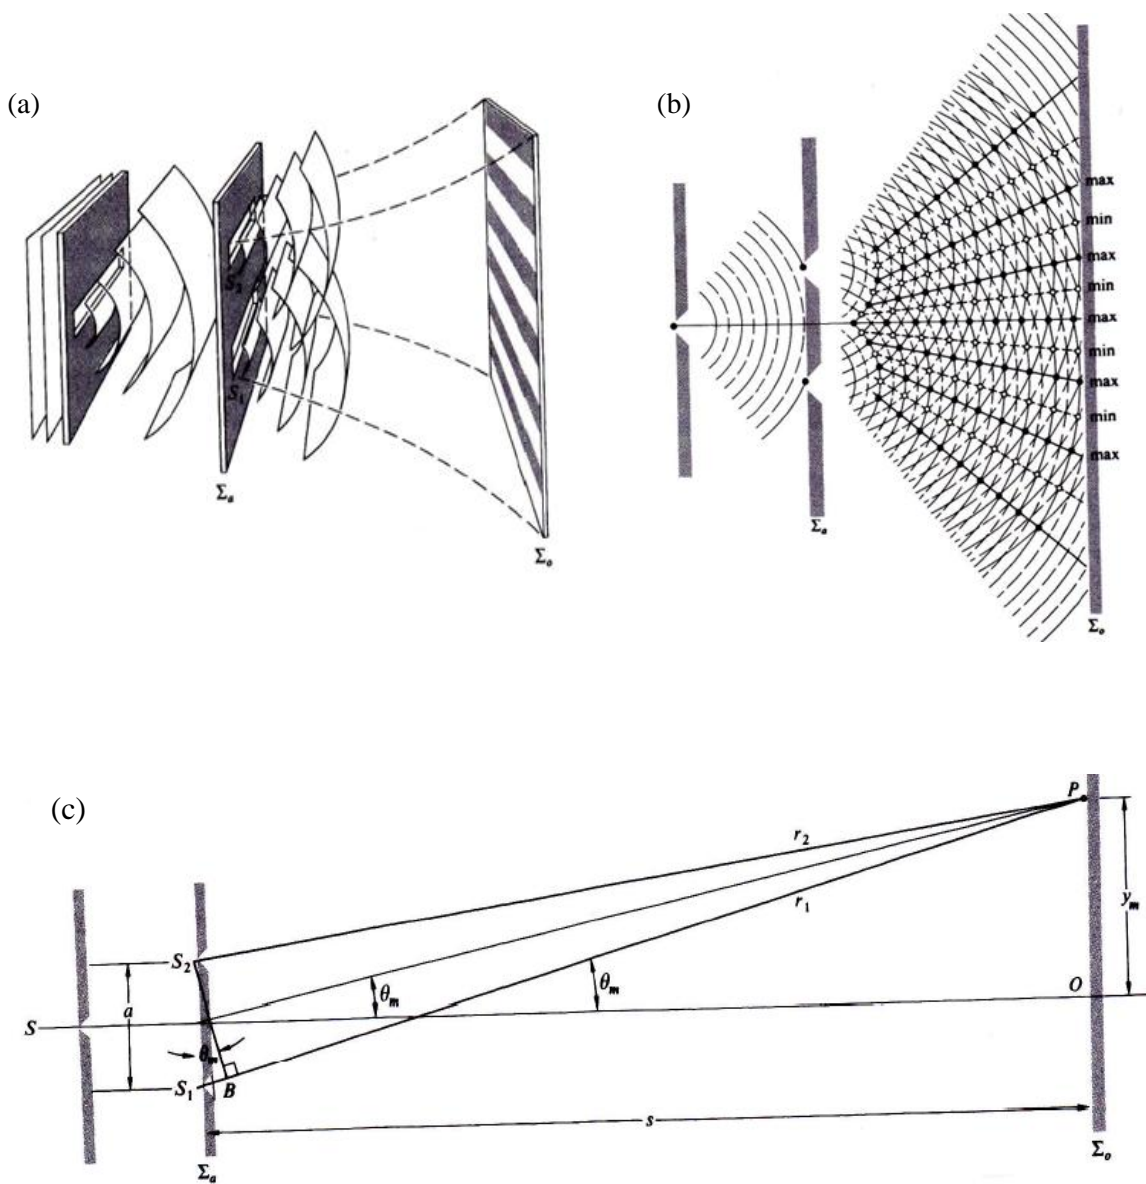 (a)
S₂
S₁
Σₐ
Σₒ
(b)
max
min
max
min
max
min
max
min
max
Σₐ
Σₒ
(c)
P
r₂
r₁
yₘ
S₂
θₘ
θₘ
O
a
S
θₘ
S₁
B
s
Σₐ
Σₒ